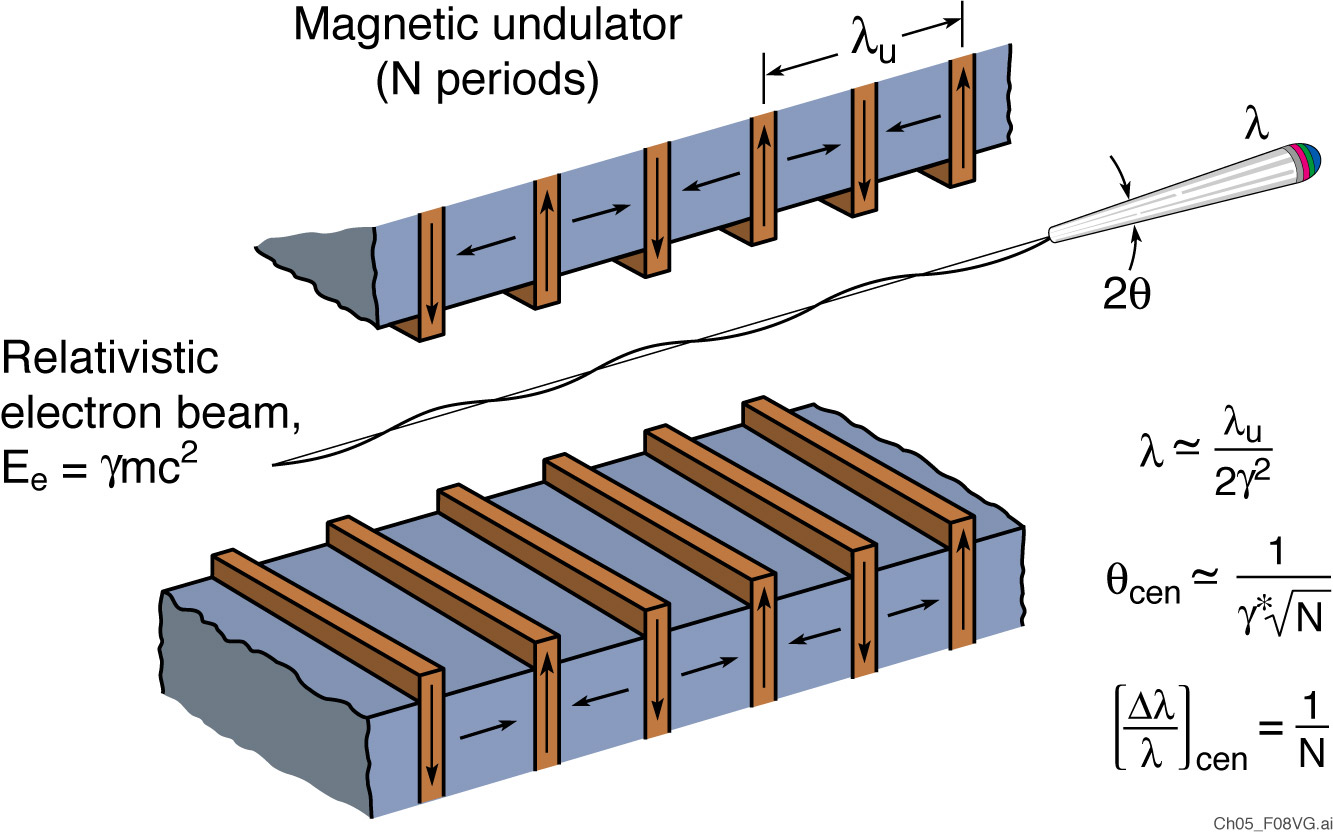 Magnetic undulator
(N periods)
λu
λ
2θ
Relativistic
electron beam,
Ee = γmc²
λ ≃ λu / 2γ²
θcen ≃ 1 / γ*√N
[Δλ / λ]cen = 1 / N
Ch05_F08VG.ai